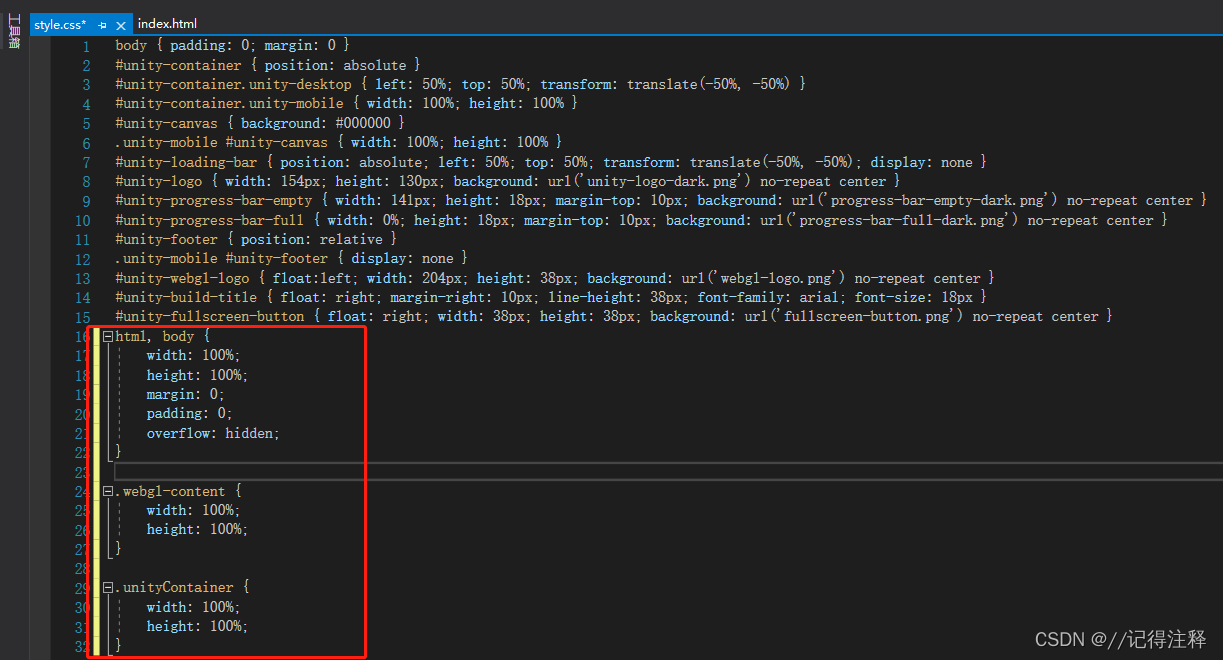 工具箱
style.css* index.html
1 body { padding: 0; margin: 0 }
2 #unity-container { position: absolute }
3 #unity-container.unity-desktop { left: 50%; top: 50%; transform: translate(-50%, -50%) }
4 #unity-container.unity-mobile { width: 100%; height: 100% }
5 #unity-canvas { background: #000000 }
6 .unity-mobile #unity-canvas { width: 100%; height: 100% }
7 #unity-loading-bar { position: absolute; left: 50%; top: 50%; transform: translate(-50%, -50%); display: none }
8 #unity-logo { width: 154px; height: 130px; background: url('unity-logo-dark.png') no-repeat center }
9 #unity-progress-bar-empty { width: 141px; height: 18px; margin-top: 10px; background: url('progress-bar-empty-dark.png') no-repeat center }
10 #unity-progress-bar-full { width: 0%; height: 18px; margin-top: 10px; background: url('progress-bar-full-dark.png') no-repeat center }
11 #unity-footer { position: relative }
12 .unity-mobile #unity-footer { display: none }
13 #unity-webgl-logo { float:left; width: 204px; height: 38px; background: url('webgl-logo.png') no-repeat center }
14 #unity-build-title { float: right; margin-right: 10px; line-height: 38px; font-family: arial; font-size: 18px }
15 #unity-fullscreen-button { float: right; width: 38px; height: 38px; background: url('fullscreen-button.png') no-repeat center }
16 html, body {
17 width: 100%;
18 height: 100%;
19 margin: 0;
20 padding: 0;
21 overflow: hidden;
22 }
23
24 .webgl-content {
25 width: 100%;
26 height: 100%;
27 }
28
29 .unityContainer {
30 width: 100%;
31 height: 100%;
32 }
CSDN @//记得注释